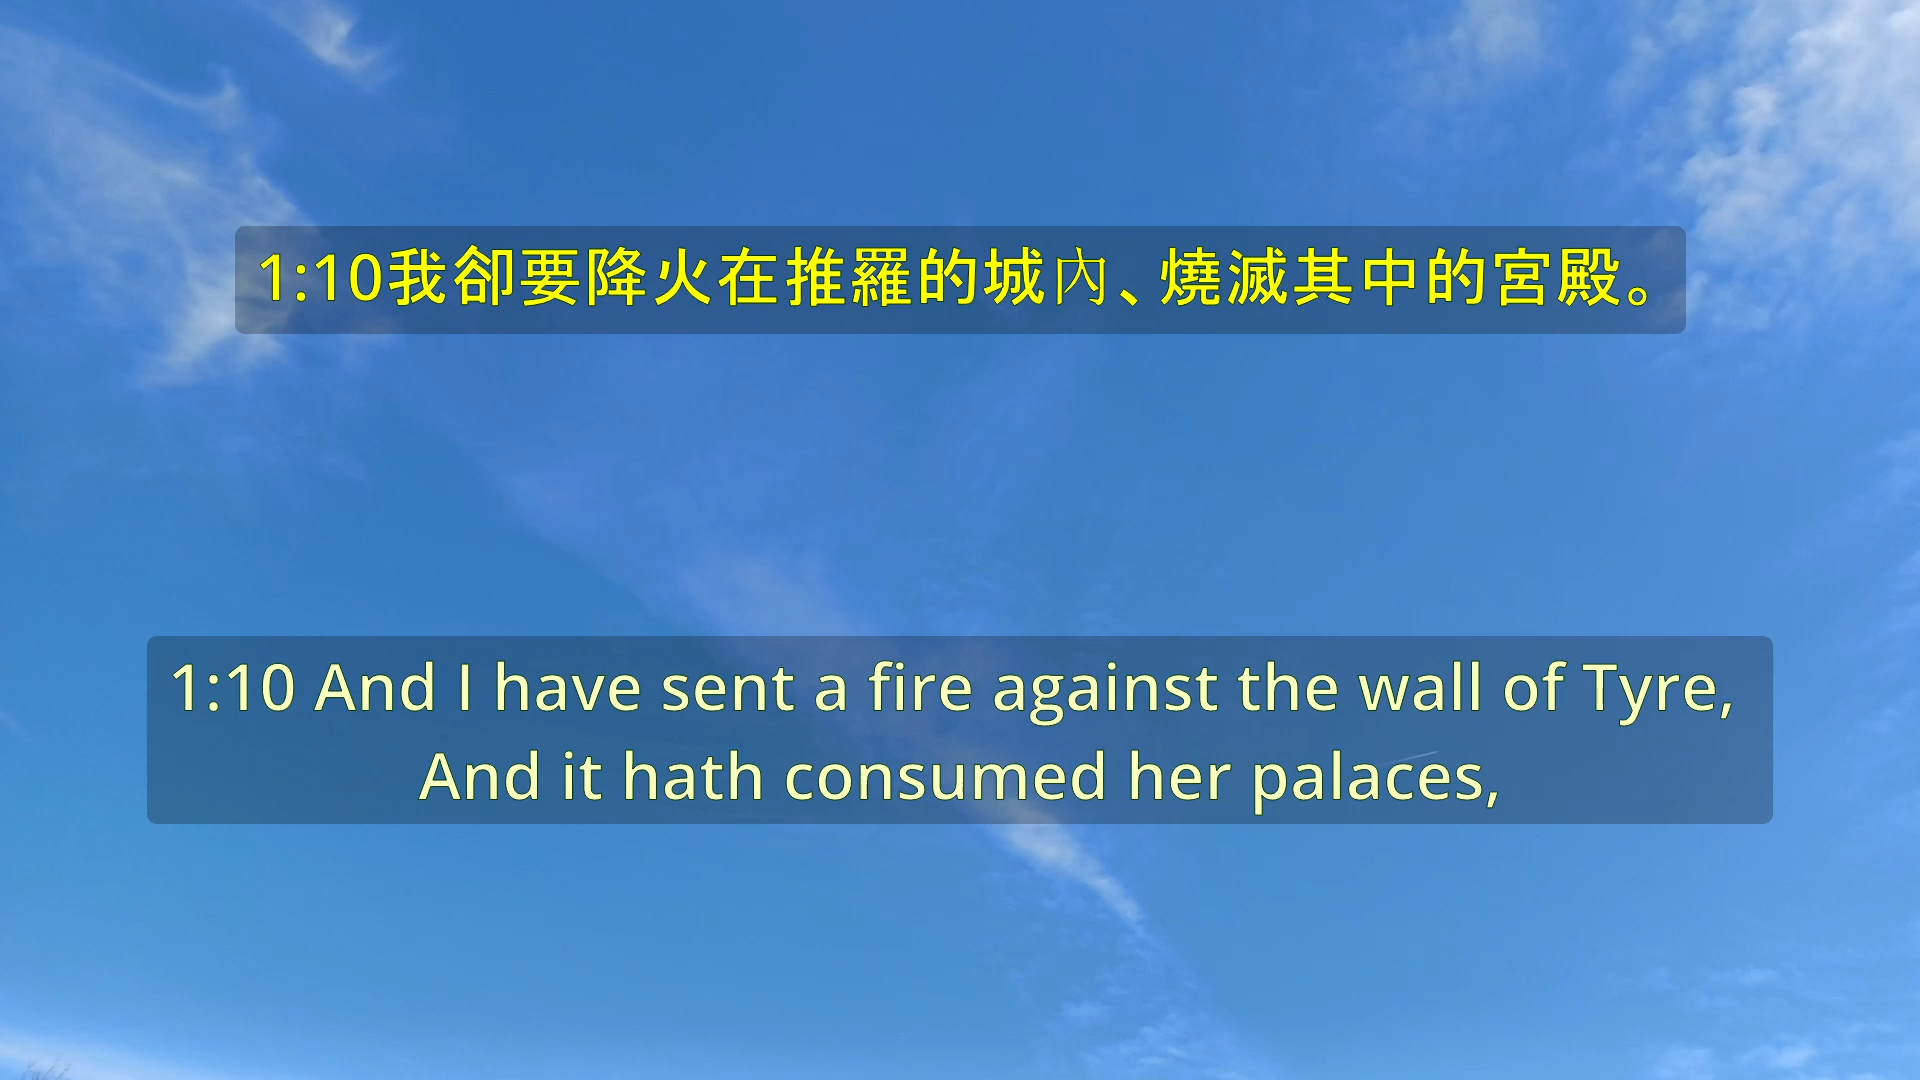 1:10我卻要降火在推羅的城內、燒滅其中的宮殿。
1:10 And I have sent a fire against the wall of Tyre,
And it hath consumed her palaces,